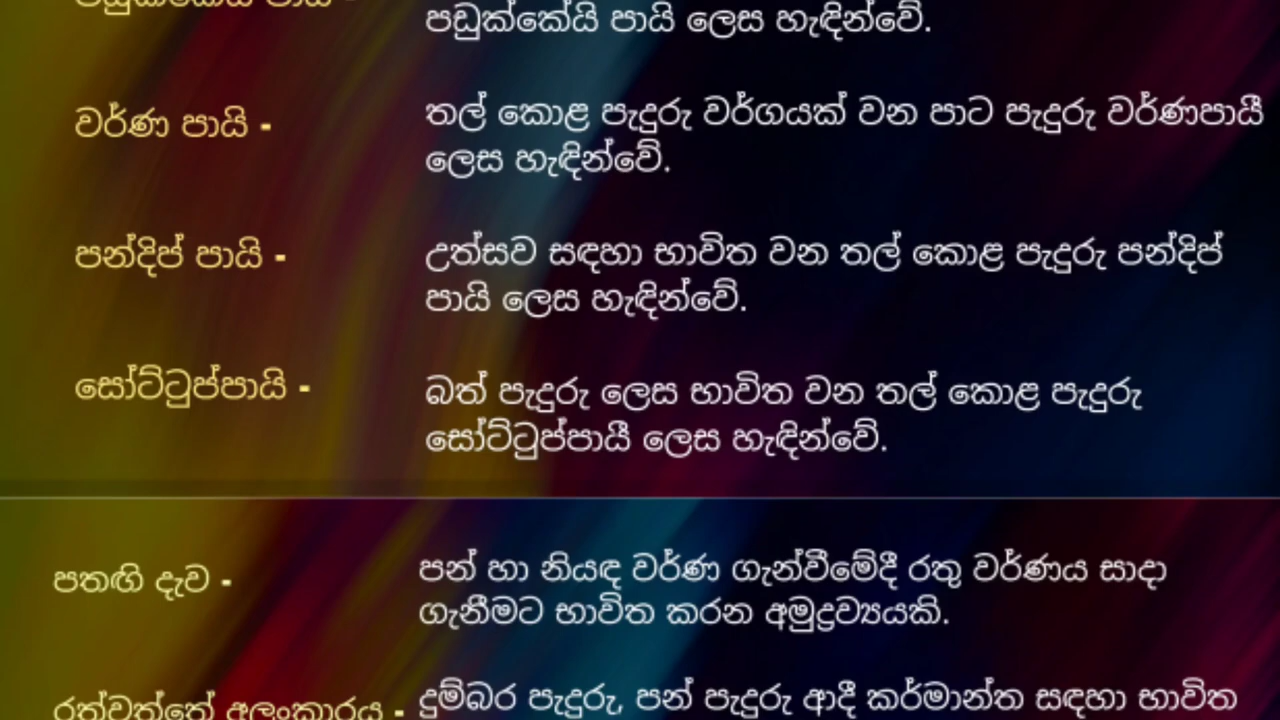 පඩුක්කේයි පායි ලෙස හැඳින්වේ.
වර්ණ පායි -
තල් කොළ පැදුරු වර්ගයක් වන පාට පැදුරු වර්ණපායී
ලෙස හැඳින්වේ.
පන්දිප් පායි -
උත්සව සඳහා භාවිත වන තල් කොළ පැදුරු පන්දිප්
පායි ලෙස හැඳින්වේ.
සෝට්ටුප්පායි -
බත් පැදුරු ලෙස භාවිත වන තල් කොළ පැදුරු
සෝට්ටුප්පායී ලෙස හැඳින්වේ.
පතඟි දැව -
පන් හා නියඳ වර්ණ ගැන්වීමේදී රතු වර්ණය සාදා
ගැනීමට භාවිත කරන අමුද්‍රව්‍යයකි.
රත්වත්තේ අලංකාරය -
දුම්බර පැදුරු, පන් පැදුරු ආදී කර්මාන්ත සඳහා භාවිත